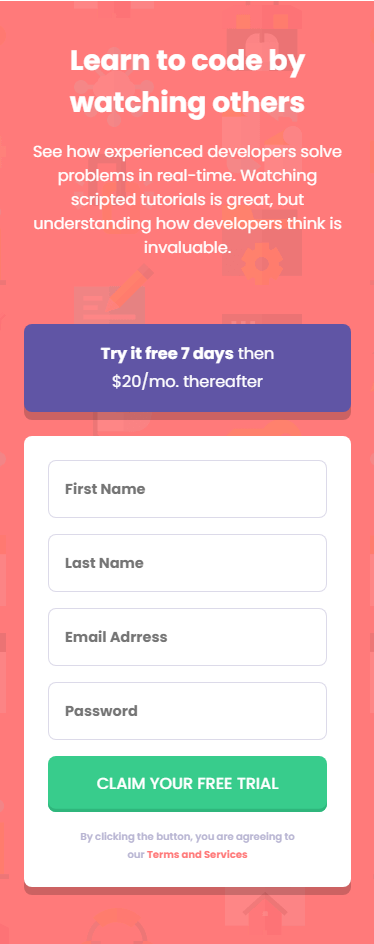 Learn to code by
watching others
See how experienced developers solve
problems in real-time. Watching
scripted tutorials is great, but
understanding how developers think is
invaluable.
Try it free 7 days then
$20/mo. thereafter
First Name
Last Name
Email Adrress
Password
CLAIM YOUR FREE TRIAL
By clicking the button, you are agreeing to
our Terms and Services